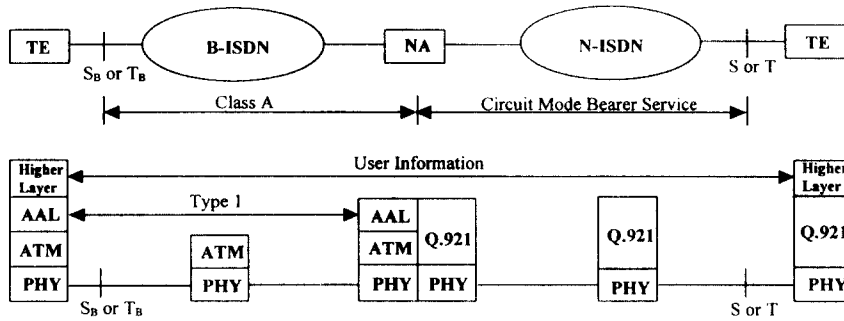 TE B-ISDN NA N-ISDN TE
S_B or T_B S or T
Class A Circuit Mode Bearer Service
Higher User Information Higher
Layer Layer
AAL Type 1 AAL
ATM ATM ATM Q.921 Q.921 Q.921
PHY PHY PHY PHY PHY PHY
S_B or T_B S or T